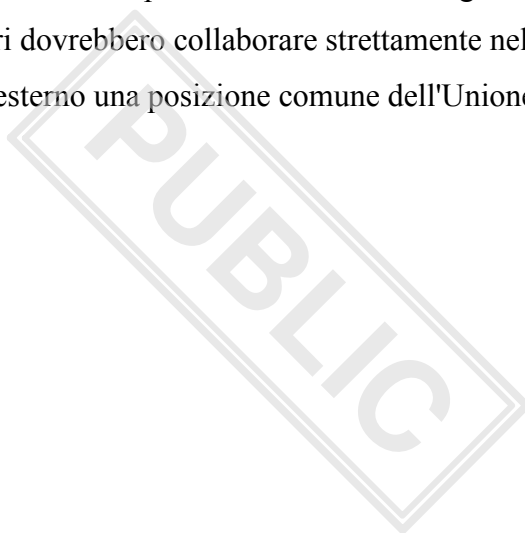 ri dovrebbero collaborare strettamente nel
esterno una posizione comune dell'Unione
PUBLIC